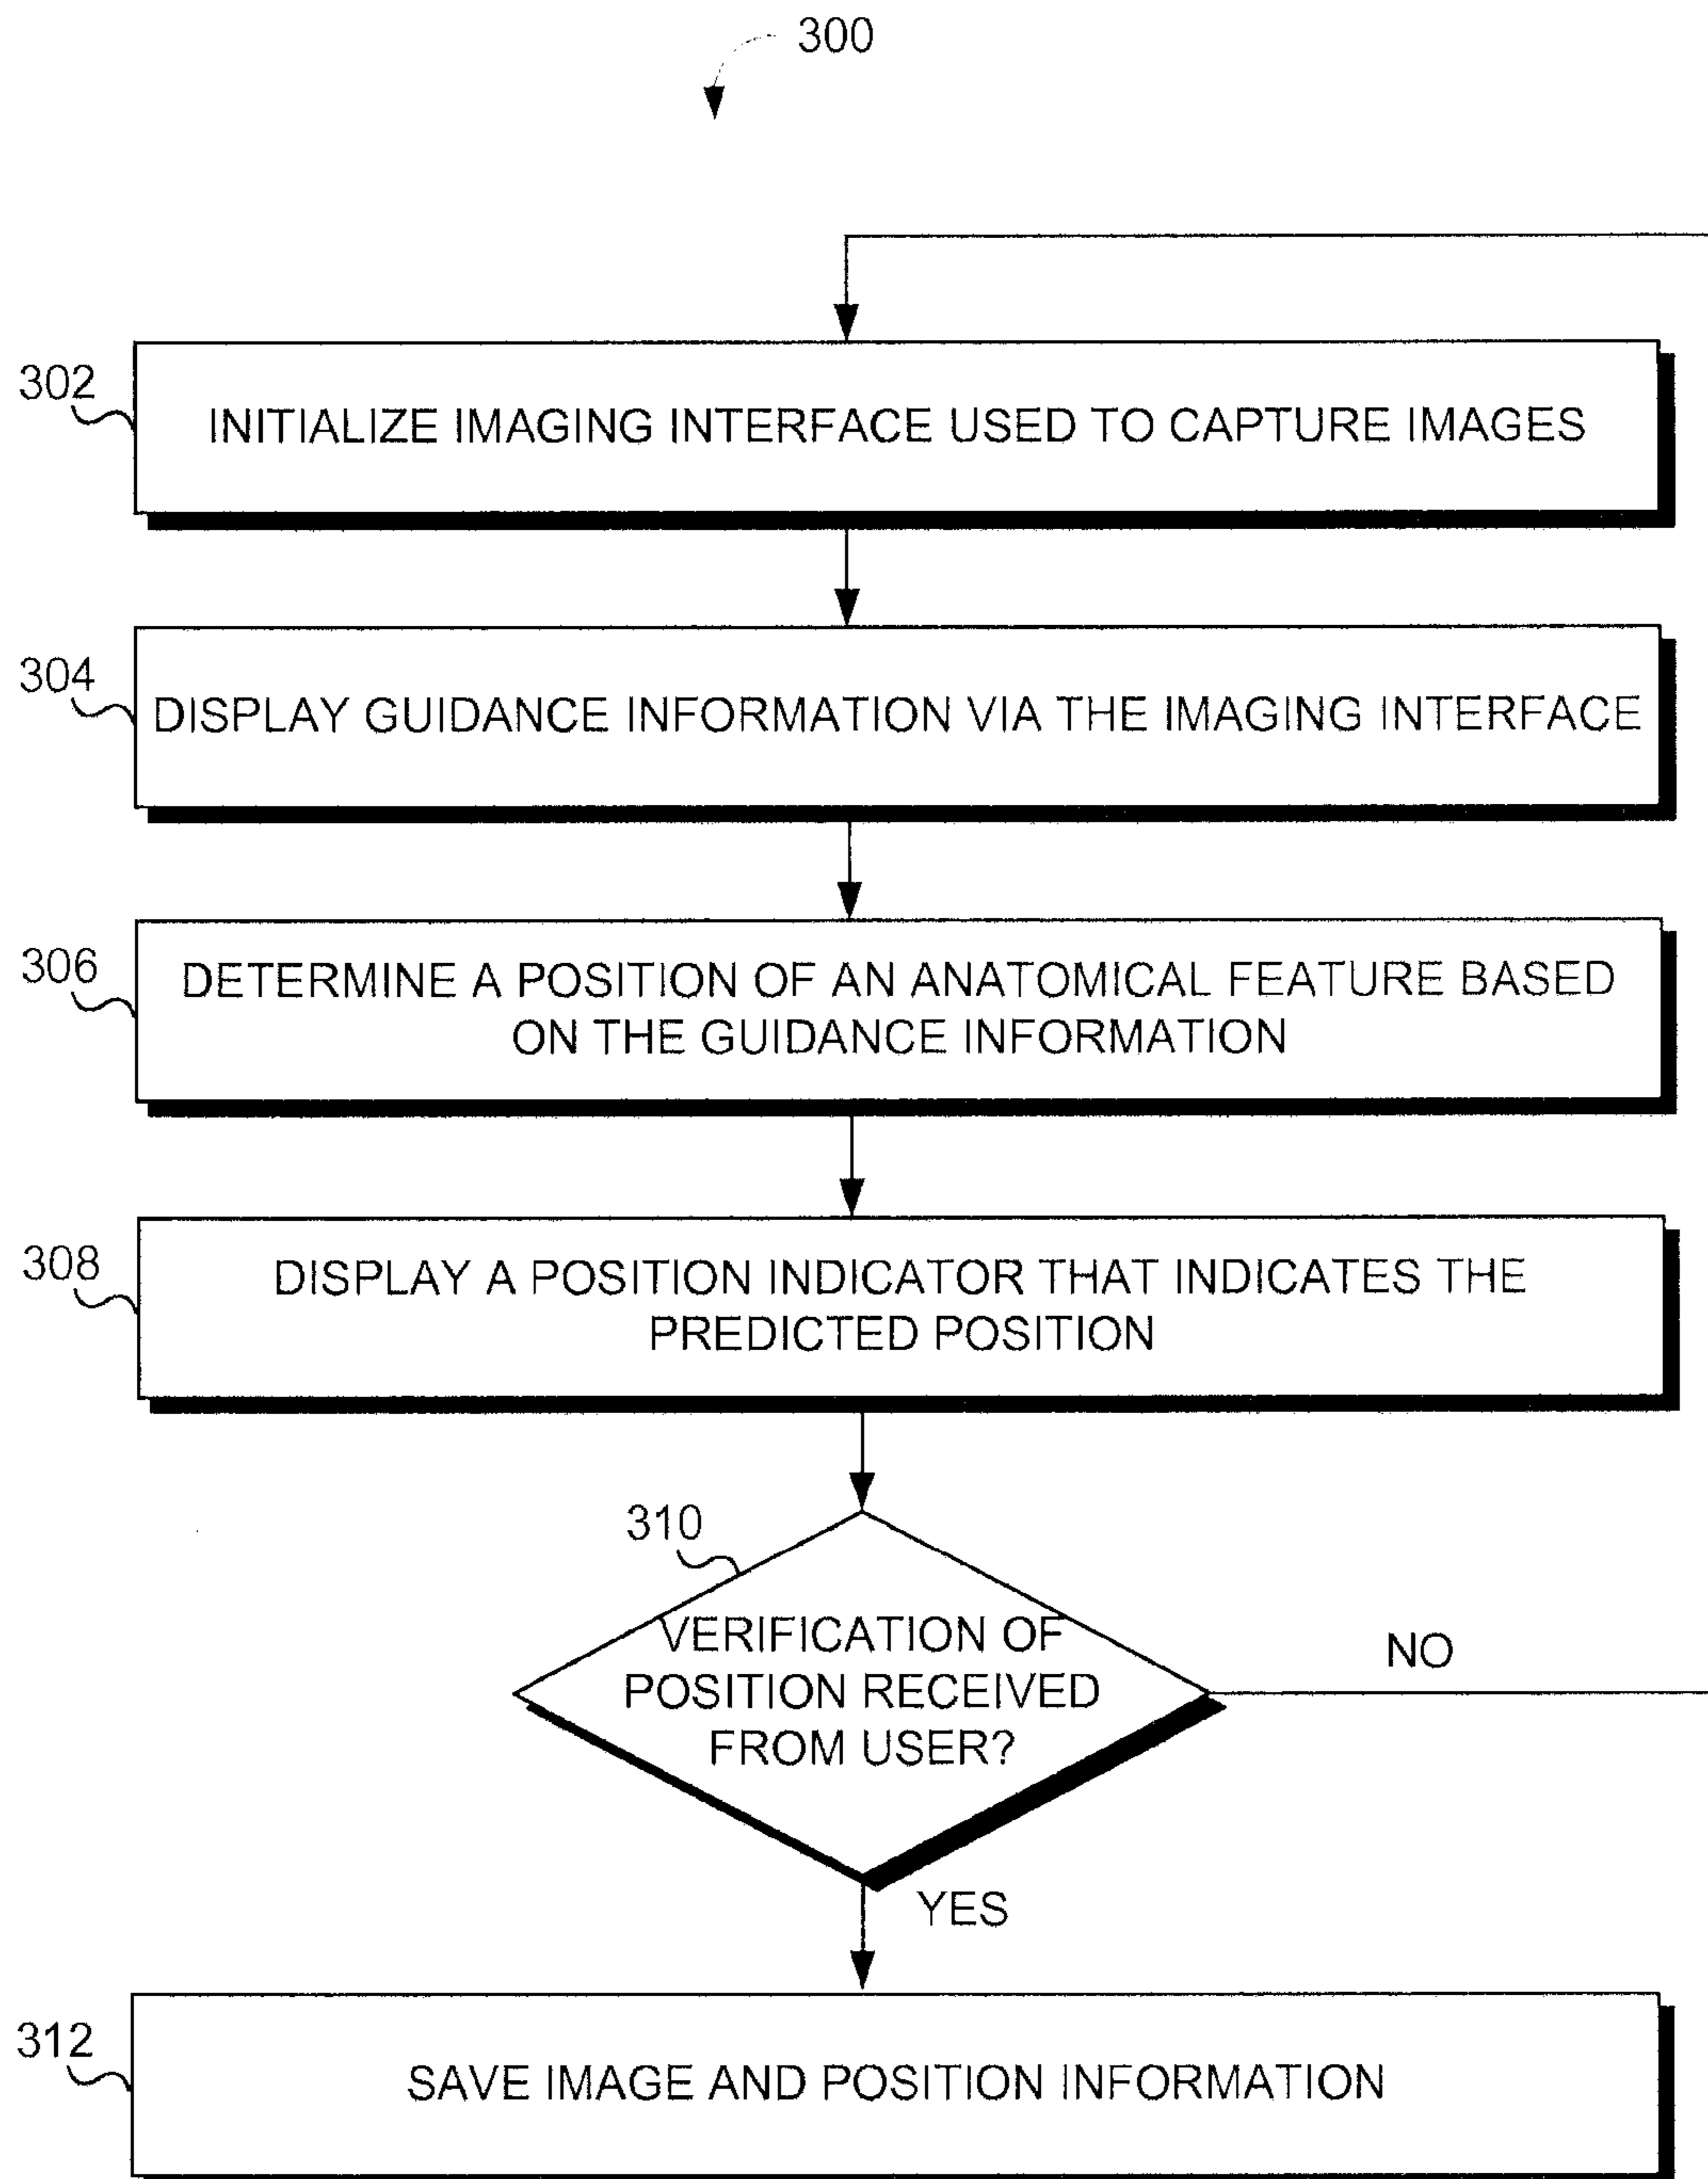 300
302
INITIALIZE IMAGING INTERFACE USED TO CAPTURE IMAGES
304
DISPLAY GUIDANCE INFORMATION VIA THE IMAGING INTERFACE
306
DETERMINE A POSITION OF AN ANATOMICAL FEATURE BASED
ON THE GUIDANCE INFORMATION
308
DISPLAY A POSITION INDICATOR THAT INDICATES THE
PREDICTED POSITION
310
VERIFICATION OF
POSITION RECEIVED
FROM USER?
NO
YES
312
SAVE IMAGE AND POSITION INFORMATION